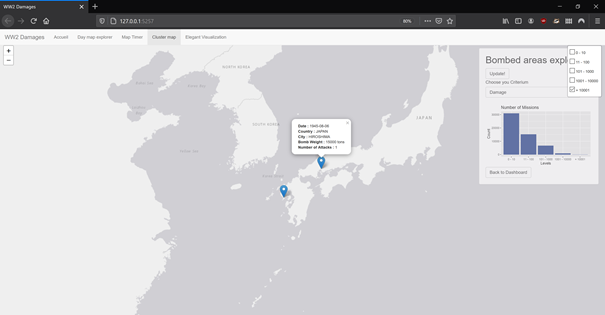 WW2 Damages
127.0.0.1:5257
80%
WW2 Damages Accueil Day map explorer Map Timer Cluster map Elegant Vizualization
+
−
NORTH KOREA
SOUTH KOREA
JAPAN
Date : 1945-08-06
Country : JAPAN
City : HIROSHIMA
Bomb Weight : 15000 tons
Number of Attacks : 1
Bombed areas expl
Update!
Choose you Criterium
Damage
Number of Missions
Count
Levels
Back to Dashboard
0 - 10
11 - 100
101 - 1000
1001 - 10000
+ 10001